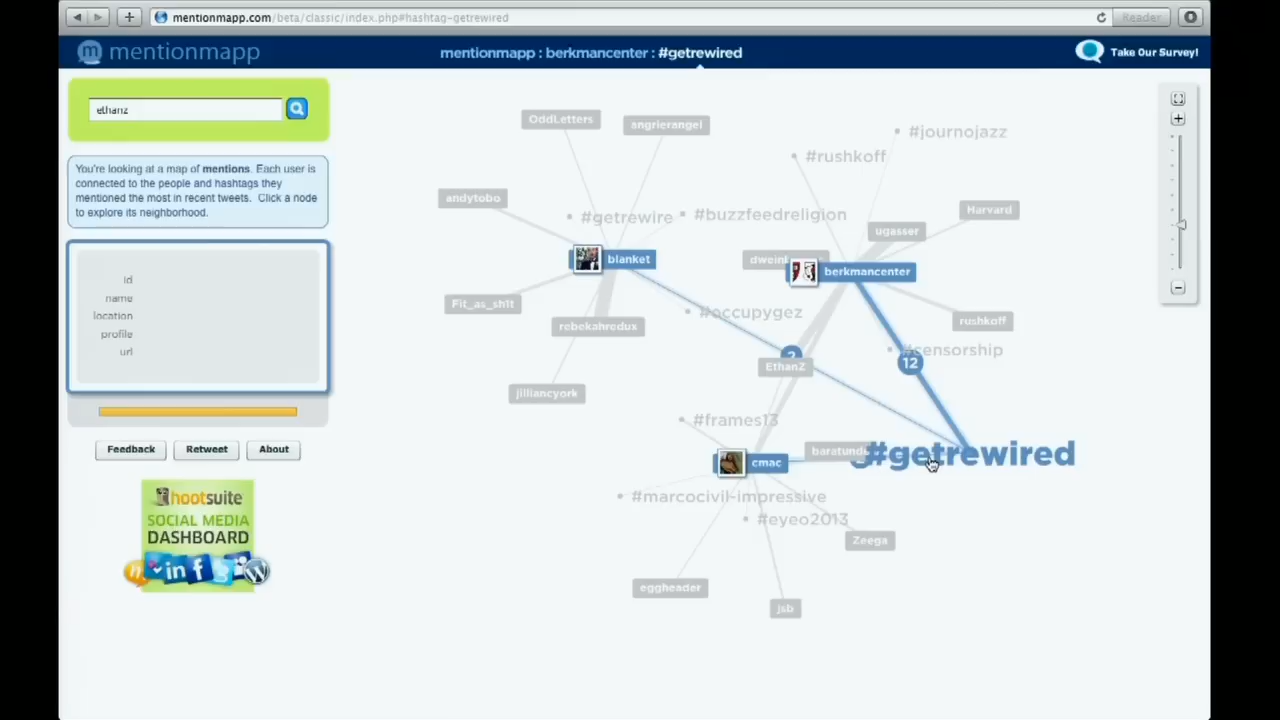 mentionmapp.com/beta/classic/index.php#hashtag-getrewired
Reader
mentionmapp
mentionmapp : berkmancenter : #getrewired
Take Our Survey!
ethanz
You're looking at a map of mentions. Each user is
connected to the people and hashtags they
mentioned the most in recent tweets. Click a node
to explore its neighborhood.
id
name
location
profile
url
Feedback
Retweet
About
hootsuite
SOCIAL MEDIA
DASHBOARD
OddLetters
angrierangel
#journojazz
#rushkoff
andytobo
#getrewire
#buzzfeedreligion
Harvard
ugasser
blanket
berkmancenter
Fit_as_sh1t
#occupygez
rushkoff
rebekahredux
#censorship
2
12
EthanZ
jilliancyork
#frames13
baratunde
#getrewired
cmac
#marcocivil-impressive
#eyeo2013
Zeega
eggheader
jsb